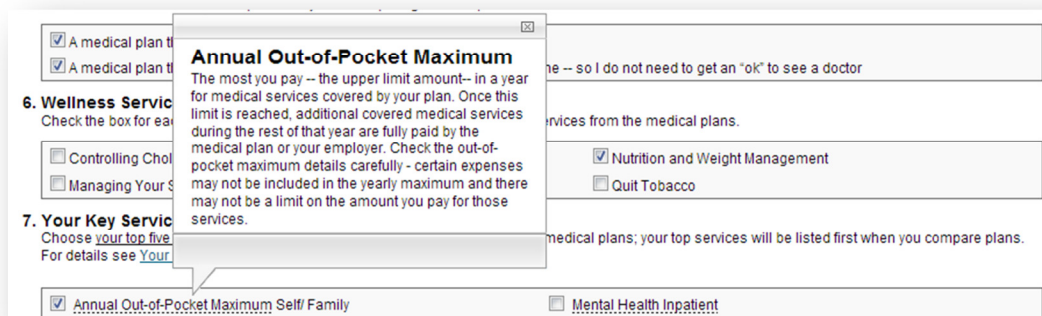 Annual Out-of-Pocket Maximum
The most you pay -- the upper limit amount-- in a year
for medical services covered by your plan. Once this
limit is reached, additional covered medical services
during the rest of that year are fully paid by the
medical plan or your employer. Check the out-of-
pocket maximum details carefully - certain expenses
may not be included in the yearly maximum and there
may not be a limit on the amount you pay for those
services.
A medical plan
A medical plan
ne -- so I do not need to get an "ok" to see a doctor
6. Wellness Servic
Check the box for ea
rvices from the medical plans.
Controlling Chol
Nutrition and Weight Management
Managing Your S
Quit Tobacco
7. Your Key Servic
Choose your top five
medical plans; your top services will be listed first when you compare plans.
For details see Your
Annual Out-of-Pocket Maximum Self/ Family
Mental Health Inpatient